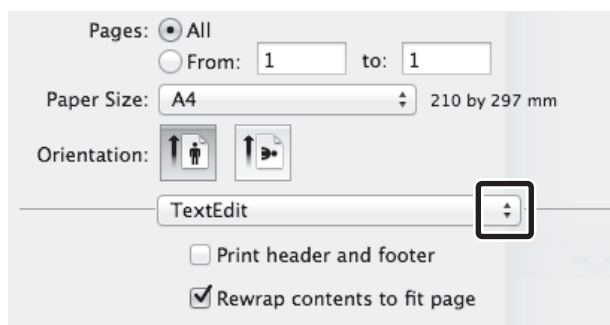 Pages: All
From: 1 to: 1
Paper Size: A4 210 by 297 mm
Orientation:
TextEdit
Print header and footer
Rewrap contents to fit page